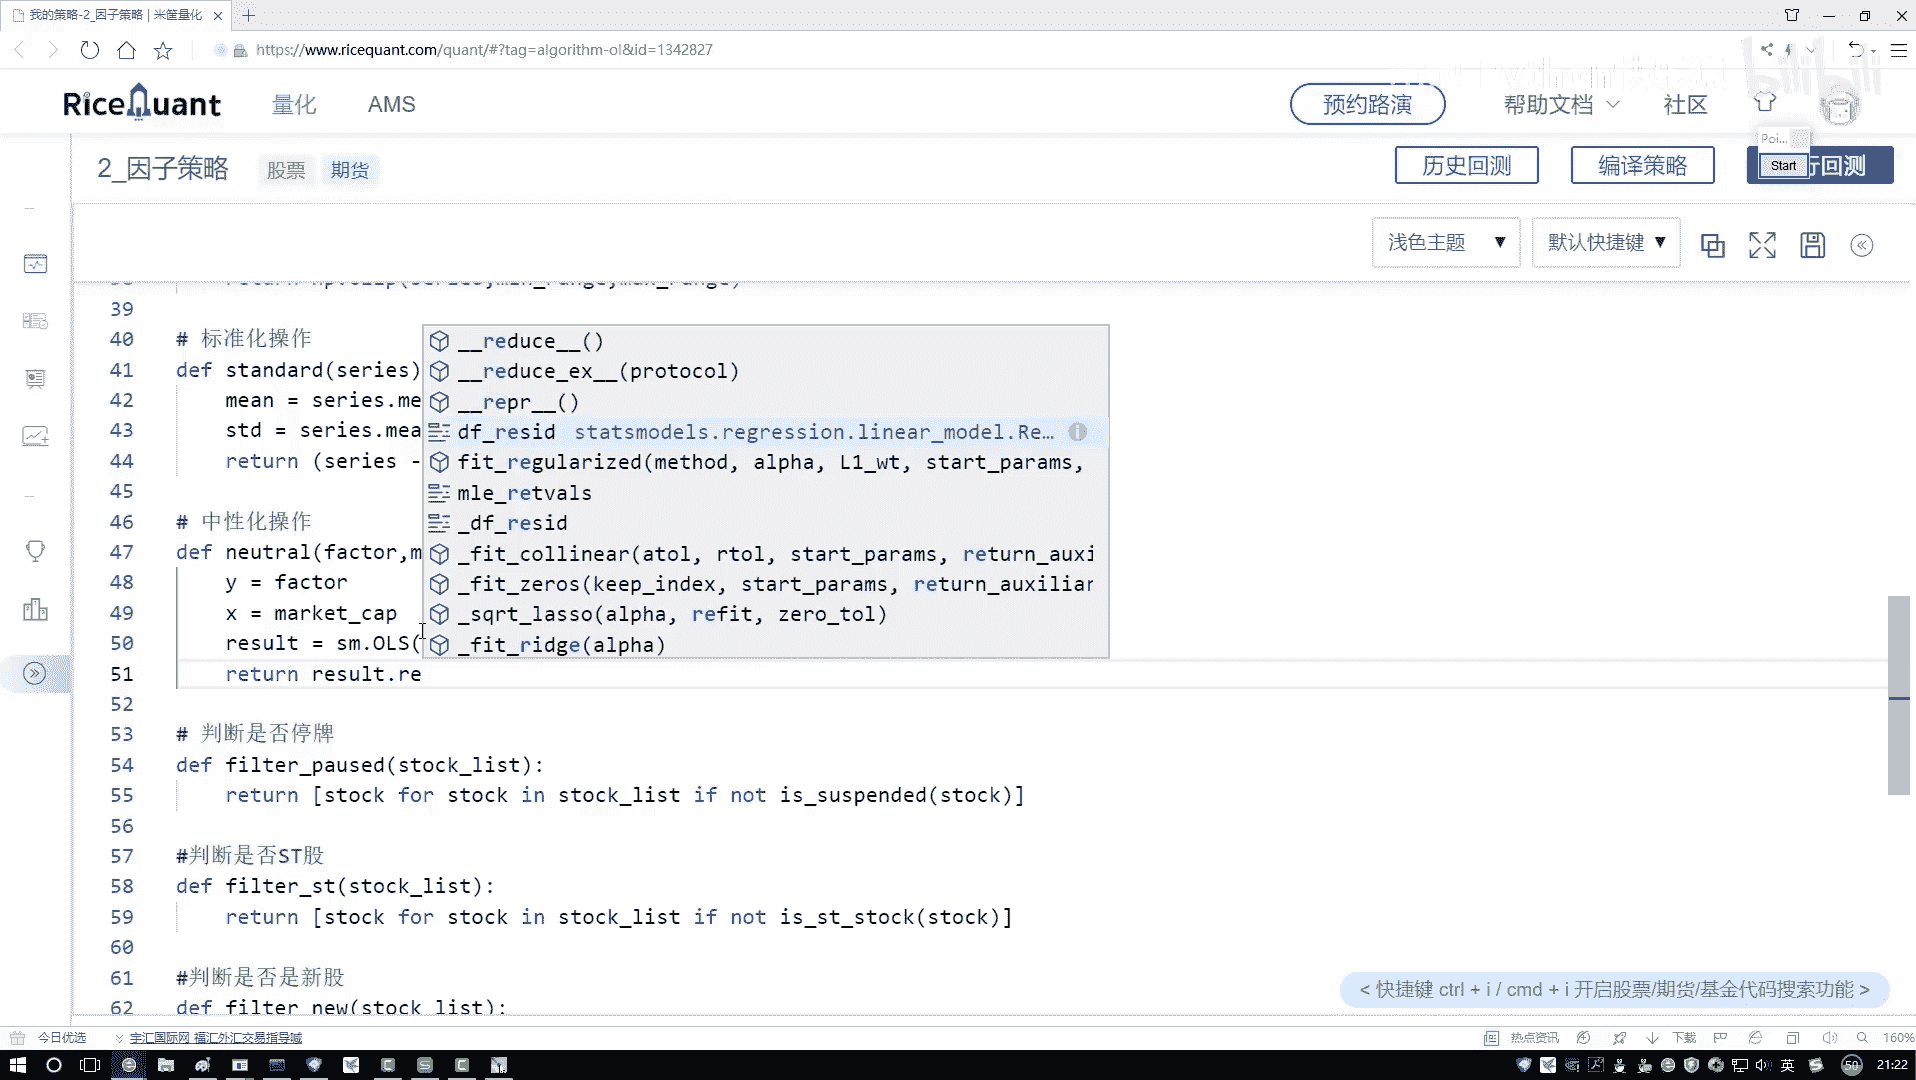 我的策略-2_因子策略 | 米筐量化
https://www.ricequant.com/quant/#?tag=algorithm-ol&id=1342827
bilibili
RiceQuant 量化 AMS 预约路演 帮助文档 社区
Poi...
2_因子策略 股票 期货 历史回测 编译策略 Start 回测
浅色主题 ▼ 默认快捷键 ▼
39
40 # 标准化操作
41 def standard(series)
42 mean = series.me
43 std = series.mea
44 return (series -
45
46 # 中性化操作
47 def neutral(factor,m
48 y = factor
49 x = market_cap
50 result = sm.OLS(
51 return result.re
__reduce__()
__reduce_ex__(protocol)
__repr__()
df_resid statsmodels.regression.linear_model.Re…
fit_regularized(method, alpha, L1_wt, start_params,
mle_retvals
_df_resid
_fit_collinear(atol, rtol, start_params, return_auxi
_fit_zeros(keep_index, start_params, return_auxiliar
_sqrt_lasso(alpha, refit, zero_tol)
_fit_ridge(alpha)
52
53 # 判断是否停牌
54 def filter_paused(stock_list):
55 return [stock for stock in stock_list if not is_suspended(stock)]
56
57 #判断是否ST股
58 def filter_st(stock_list):
59 return [stock for stock in stock_list if not is_st_stock(stock)]
60
61 #判断是否是新股
62 def filter_new(stock_list):
< 快捷键 ctrl + i / cmd + i 开启股票/期货/基金代码搜索功能 >
今日优选 宇汇国际网 福汇外汇交易指导喊 热点资讯 下载 160%
英 50 21:22